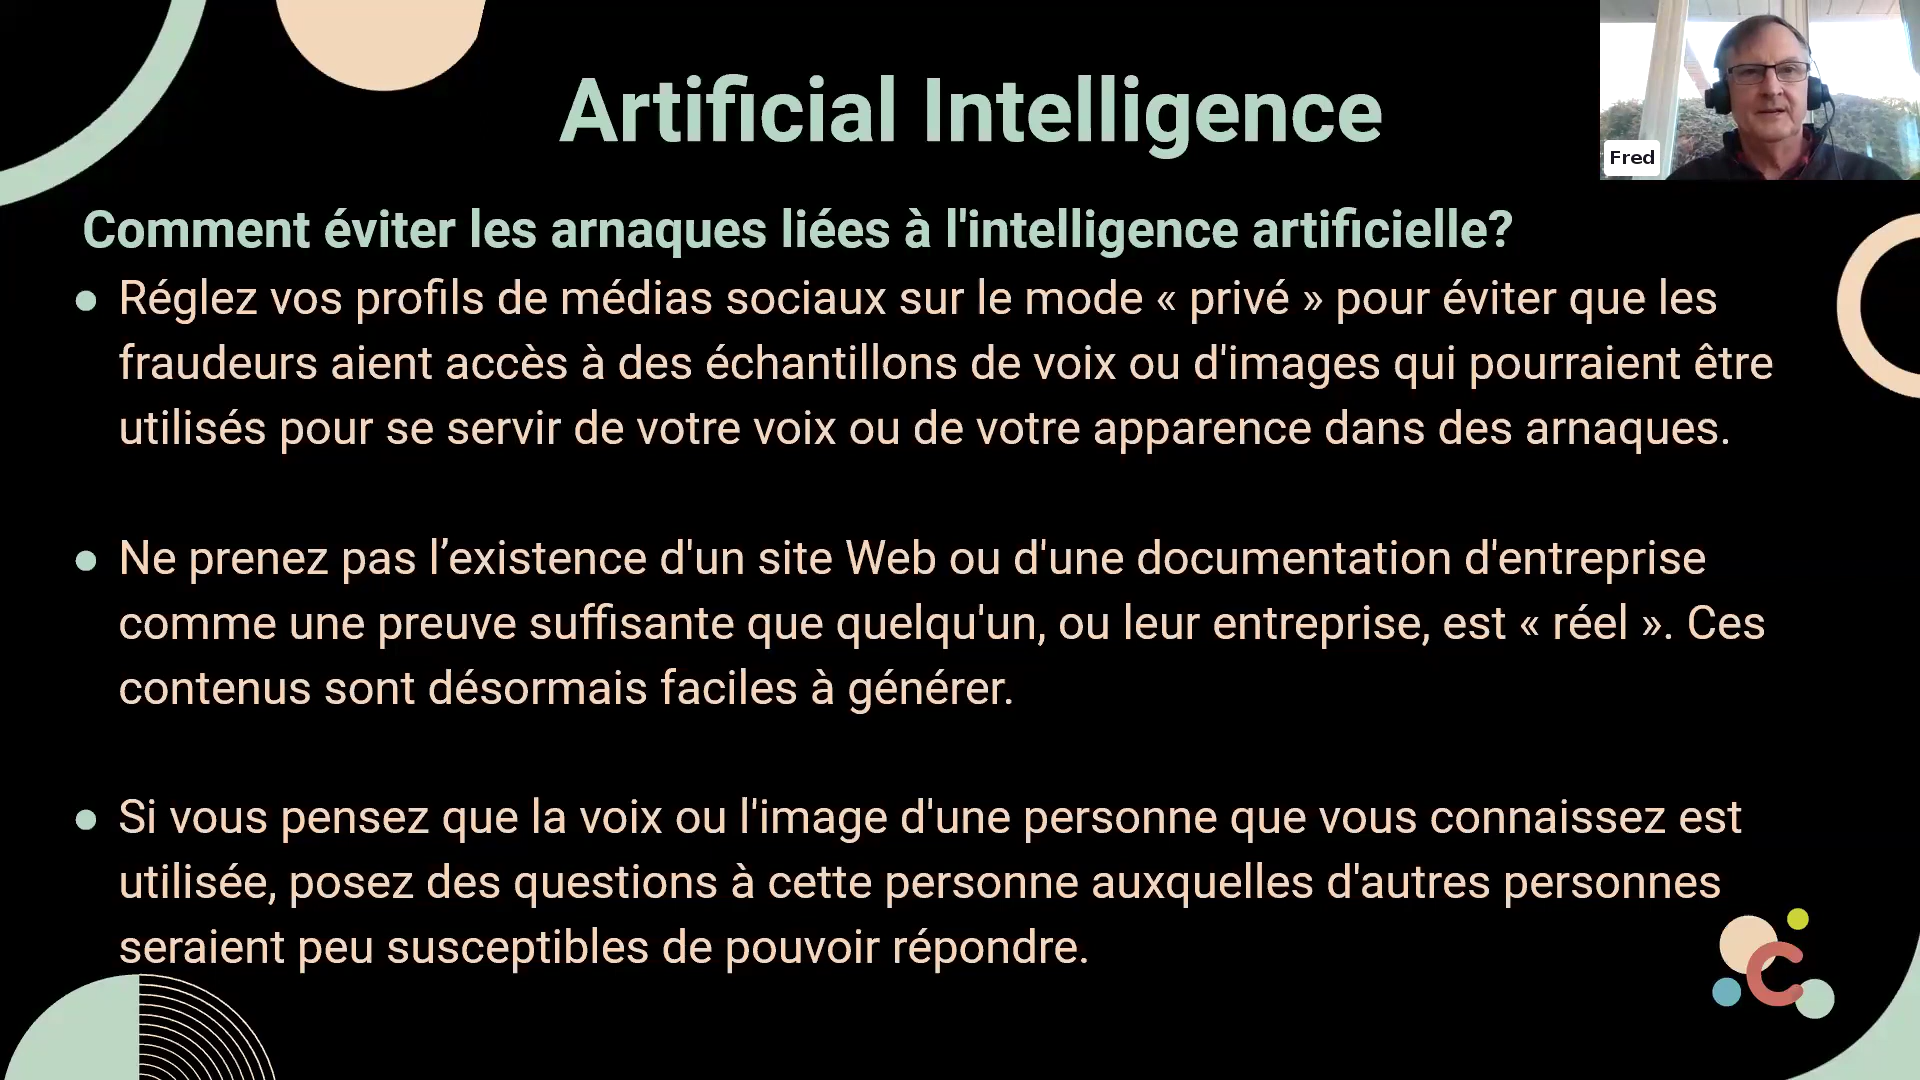 Artificial Intelligence
Fred
Comment éviter les arnaques liées à l'intelligence artificielle?
Réglez vos profils de médias sociaux sur le mode « privé » pour éviter que les
fraudeurs aient accès à des échantillons de voix ou d'images qui pourraient être
utilisés pour se servir de votre voix ou de votre apparence dans des arnaques.
Ne prenez pas l’existence d'un site Web ou d'une documentation d'entreprise
comme une preuve suffisante que quelqu'un, ou leur entreprise, est « réel ». Ces
contenus sont désormais faciles à générer.
Si vous pensez que la voix ou l'image d'une personne que vous connaissez est
utilisée, posez des questions à cette personne auxquelles d'autres personnes
seraient peu susceptibles de pouvoir répondre.